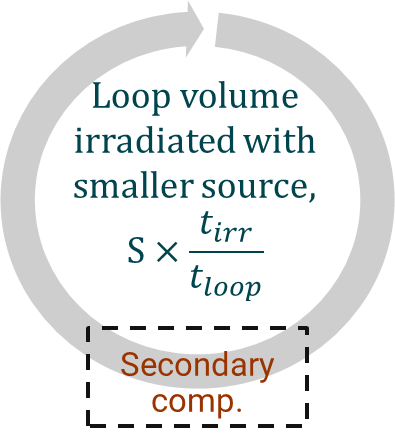 Loop volume
irradiated with
smaller source,
S × t_irr / t_loop
Secondary
comp.